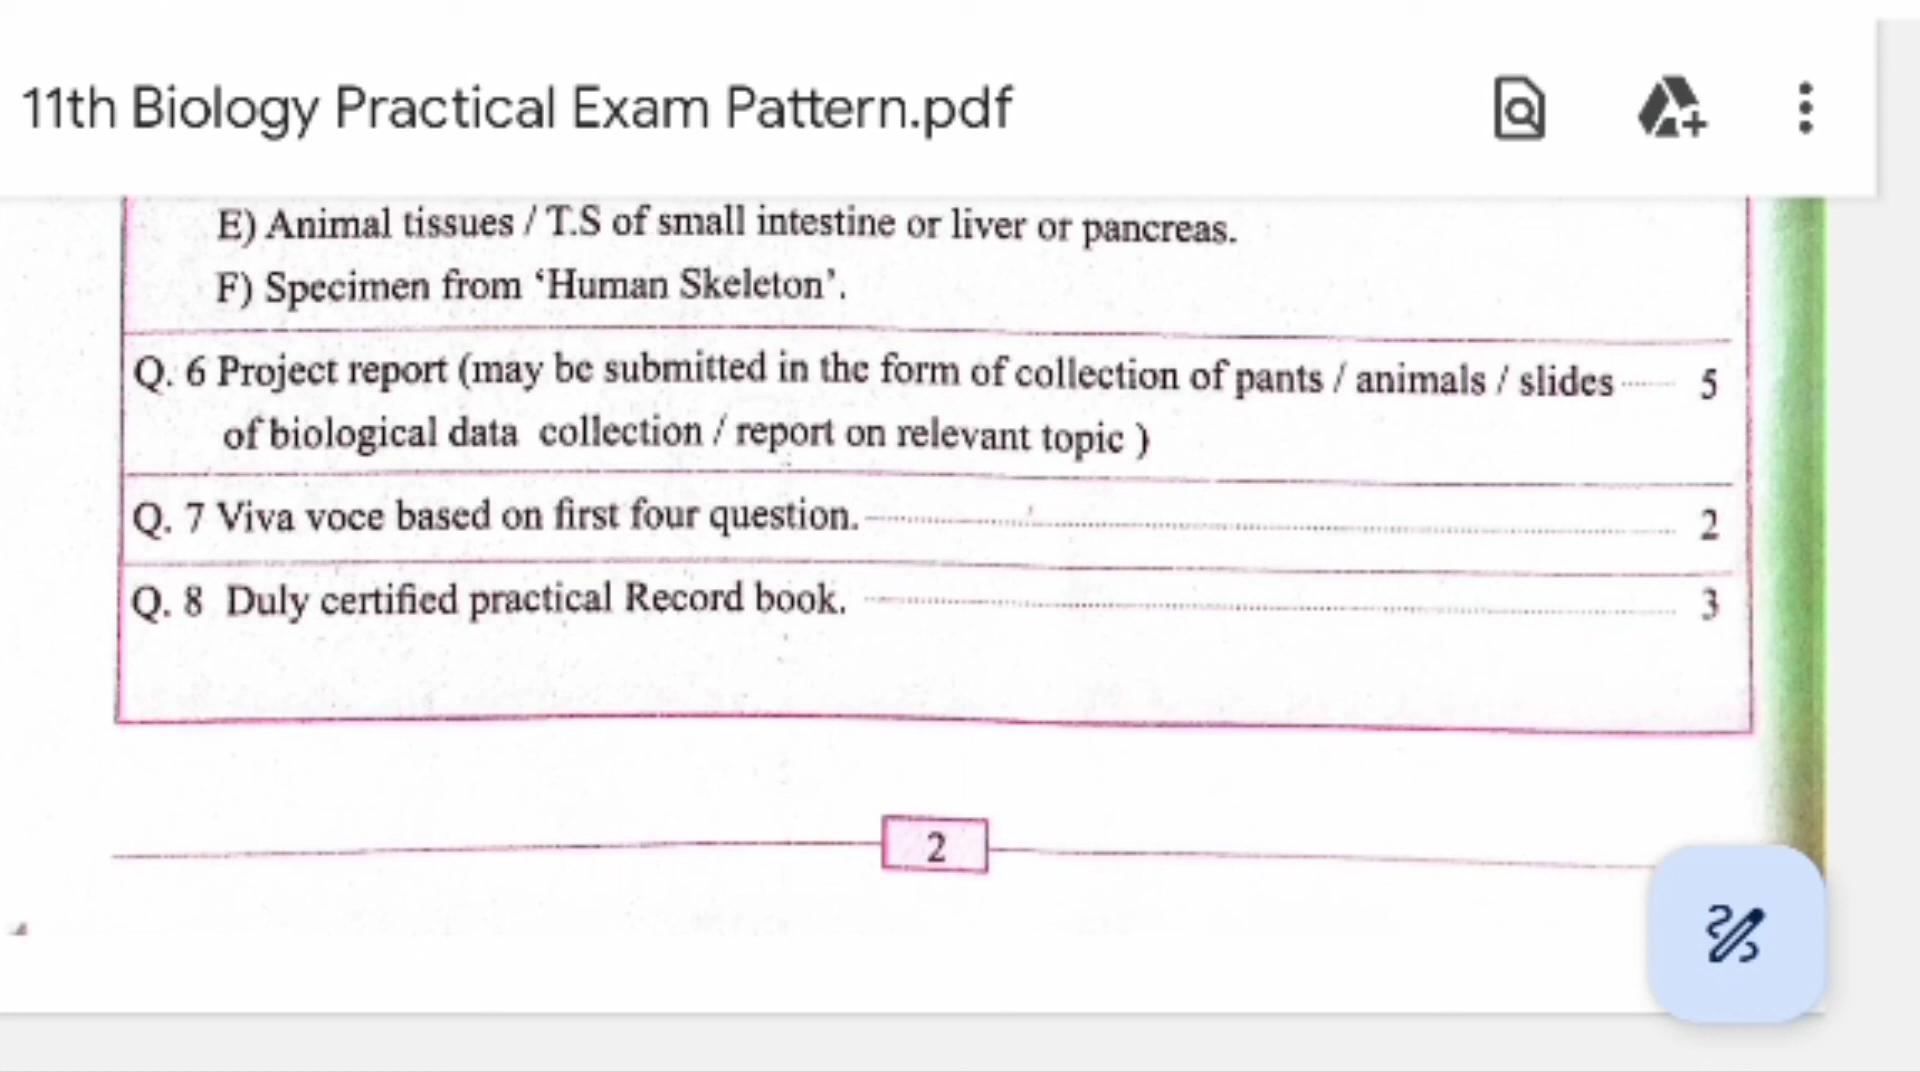 11th Biology Practical Exam Pattern.pdf
E) Animal tissues / T.S of small intestine or liver or pancreas.
F) Specimen from ‘Human Skeleton’.
Q. 6 Project report (may be submitted in the form of collection of pants / animals / slides ........ 5
of biological data collection / report on relevant topic )
Q. 7 Viva voce based on first four question. ........ 2
Q. 8 Duly certified practical Record book. ........ 3
2